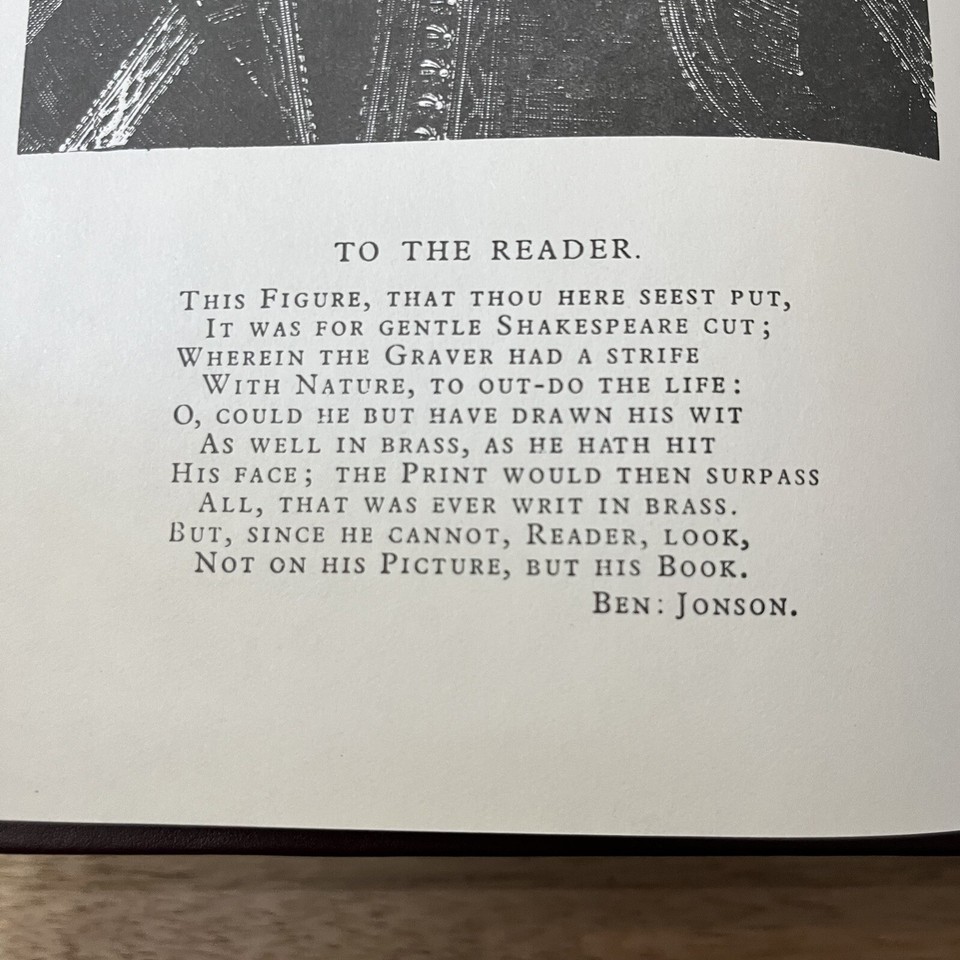 TO THE READER.
THIS FIGURE, THAT THOU HERE SEEST PUT,
IT WAS FOR GENTLE SHAKESPEARE CUT;
WHEREIN THE GRAVER HAD A STRIFE
WITH NATURE, TO OUT-DO THE LIFE:
O, COULD HE BUT HAVE DRAWN HIS WIT
AS WELL IN BRASS, AS HE HATH HIT
HIS FACE; THE PRINT WOULD THEN SURPASS
ALL, THAT WAS EVER WRIT IN BRASS.
BUT, SINCE HE CANNOT, READER, LOOK,
NOT ON HIS PICTURE, BUT HIS BOOK.
BEN: JONSON.